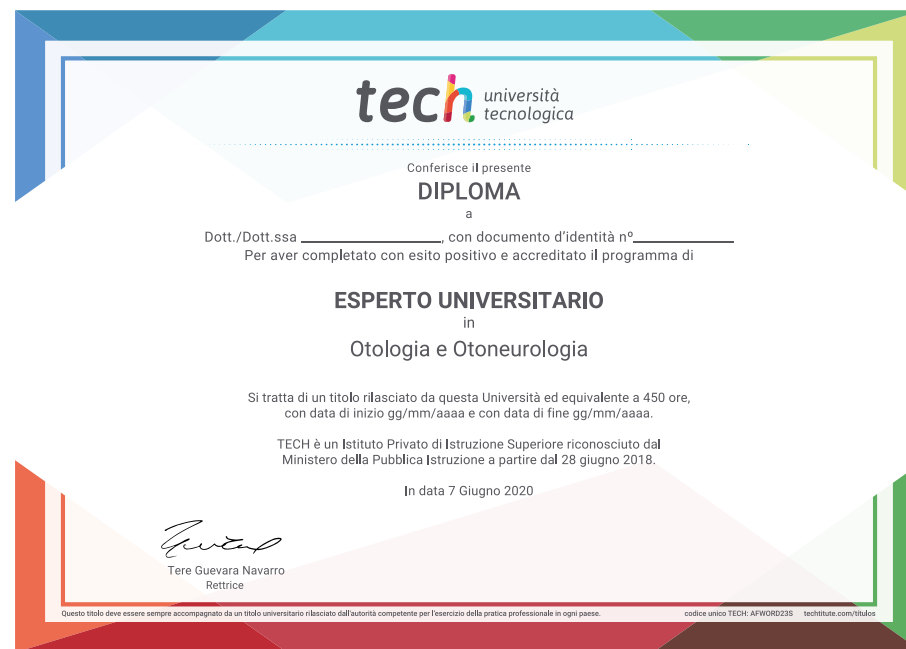 tech università
tecnologica
Conferisce il presente
DIPLOMA
a
Dott./Dott.ssa ____________________, con documento d'identità nº______________
Per aver completato con esito positivo e accreditato il programma di
ESPERTO UNIVERSITARIO
in
Otologia e Otoneurologia
Si tratta di un titolo rilasciato da questa Università ed equivalente a 450 ore,
con data di inizio gg/mm/aaaa e con data di fine gg/mm/aaaa.
TECH è un Istituto Privato di Istruzione Superiore riconosciuto dal
Ministero della Pubblica Istruzione a partire dal 28 giugno 2018.
In data 7 Giugno 2020
Tere Guevara Navarro
Rettrice
Questo titolo deve essere sempre accompagnato da un titolo universitario rilasciato dall'autorità competente per l'esercizio della pratica professionale in ogni paese. codice unico TECH: AFWORD23S techtitute.com/titulos